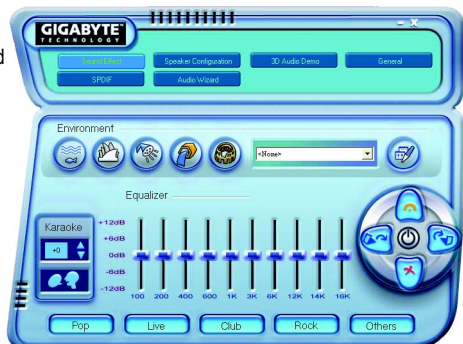 d
GIGABYTE™
TECHNOLOGY
Sound Effect Speaker Configuration 3D Audio Demo General
SPDIF Audio Wizard
Environment
<None>
Equalizer
Karaoke
+0
+12dB
+6dB
0dB
-6dB
-12dB
100 200 400 600 1K 3K 6K 12K 14K 16K
Pop Live Club Rock Others